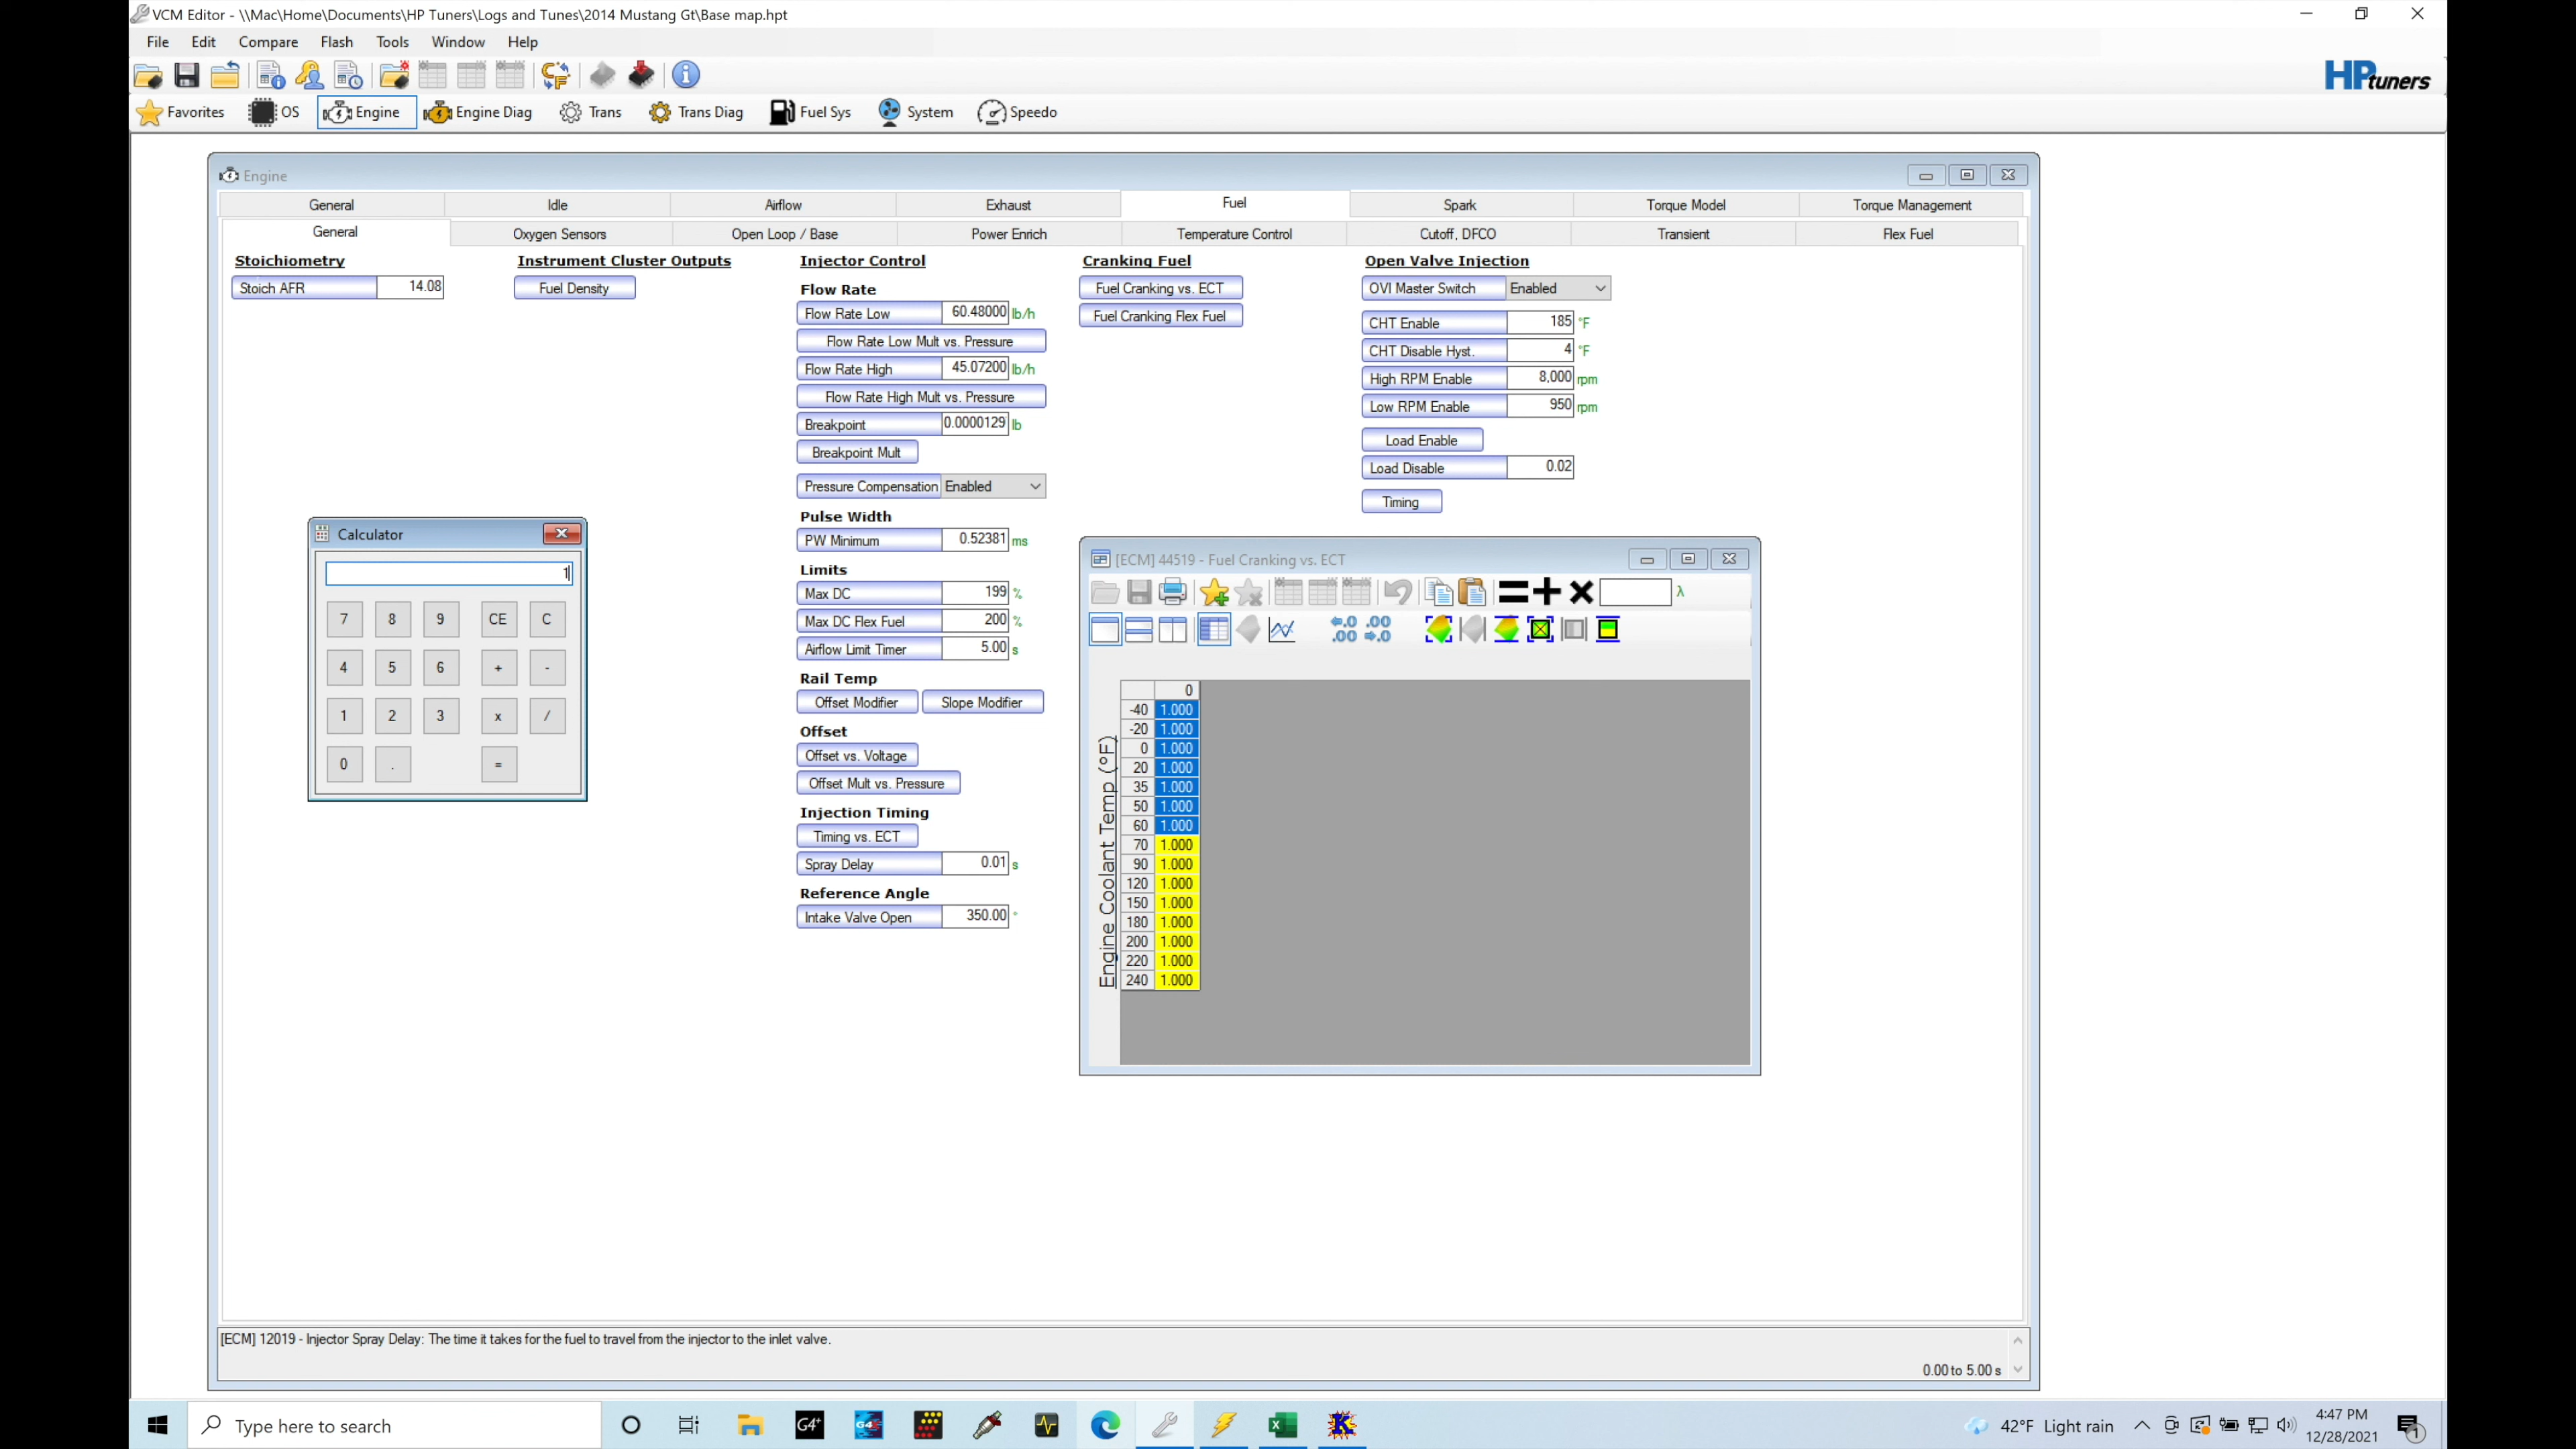 VCM Editor - \\Mac\Home\Documents\HP Tuners\Logs and Tunes\2014 Mustang Gt\Base map.hpt
File Edit Compare Flash Tools Window Help
HPtuners
Favorites OS Engine Engine Diag Trans Trans Diag Fuel Sys System Speedo
Engine
General Idle Airflow Exhaust Fuel Spark Torque Model Torque Management
General Oxygen Sensors Open Loop / Base Power Enrich Temperature Control Cutoff, DFCO Transient Flex Fuel
Stoichiometry
Stoich AFR 14.08
Instrument Cluster Outputs
Fuel Density
Injector Control
Flow Rate
Flow Rate Low 60.48000 lb/h
Flow Rate Low Mult vs. Pressure
Flow Rate High 45.07200 lb/h
Flow Rate High Mult vs. Pressure
Breakpoint 0.0000129 lb
Breakpoint Mult
Pressure Compensation Enabled
Pulse Width
PW Minimum 0.52381 ms
Limits
Max DC 199 %
Max DC Flex Fuel 200 %
Airflow Limit Timer 5.00 s
Rail Temp
Offset Modifier Slope Modifier
Offset
Offset vs. Voltage
Offset Mult vs. Pressure
Injection Timing
Timing vs. ECT
Spray Delay 0.01 s
Reference Angle
Intake Valve Open 350.00 °
Cranking Fuel
Fuel Cranking vs. ECT
Fuel Cranking Flex Fuel
Open Valve Injection
OVI Master Switch Enabled
CHT Enable 185 °F
CHT Disable Hyst. 4 °F
High RPM Enable 8,000 rpm
Low RPM Enable 950 rpm
Load Enable
Load Disable 0.02
Timing
Calculator
1
7 8 9 CE C
4 5 6 + -
1 2 3 x /
0 . =
[ECM] 44519 - Fuel Cranking vs. ECT
λ
Engine Coolant Temp (°F)
0
-40 1.000
-20 1.000
0 1.000
20 1.000
35 1.000
50 1.000
60 1.000
70 1.000
90 1.000
120 1.000
150 1.000
180 1.000
200 1.000
220 1.000
240 1.000
[ECM] 12019 - Injector Spray Delay: The time it takes for the fuel to travel from the injector to the inlet valve.
0.00 to 5.00 s
Type here to search
G4+
42°F Light rain
4:47 PM
12/28/2021
1